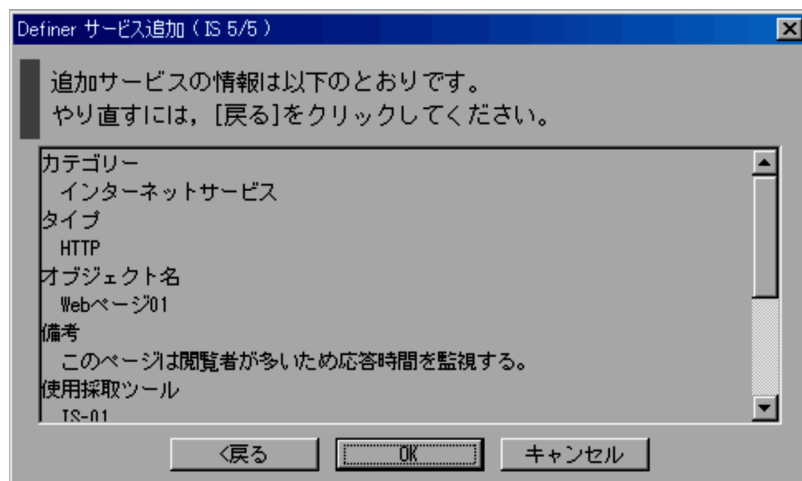 Definer サービス追加 ( IS 5/5 )
追加サービスの情報は以下のとおりです。
やり直すには, [戻る]をクリックしてください。
カテゴリー
インターネットサービス
タイプ
HTTP
オブジェクト名
Webページ01
備考
このページは閲覧者が多いため応答時間を監視する。
使用採取ツール
IS-01
<戻る OK キャンセル